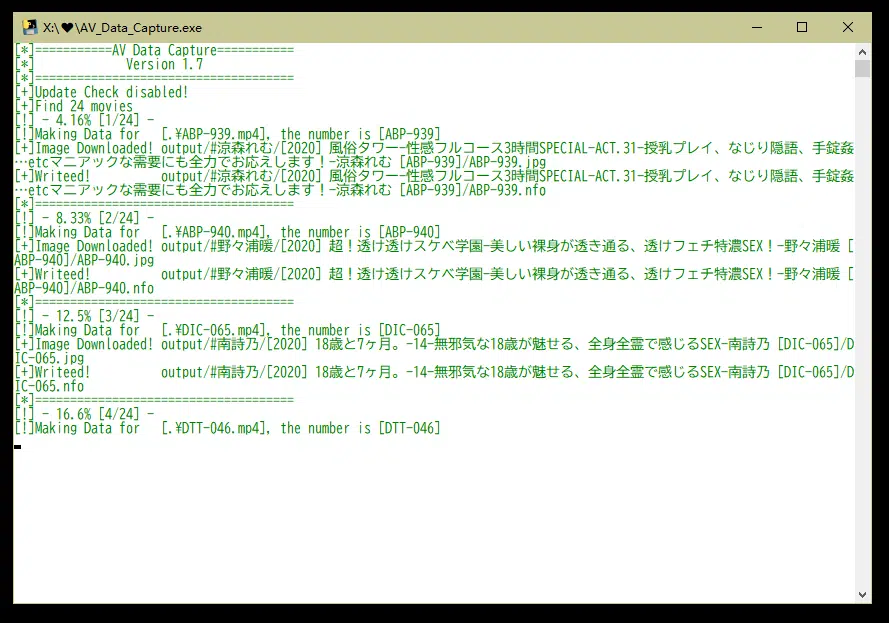 X:\♥\AV_Data_Capture.exe
[*]===========AV Data Capture===========
[*]             Version 1.7
[*]=====================================
[+]Update Check disabled!
[+]Find 24 movies
[!] - 4.16% [1/24] -
[!]Making Data for   [.\ABP-939.mp4], the number is [ABP-939]
[+]Image Downloaded! output/#涼森れむ/[2020] 風俗タワー-性感フルコース3時間SPECIAL-ACT.31-授乳プレイ、なじり隠語、手錠姦
…etcマニアックな需要にも全力でお応えします！-涼森れむ [ABP-939]/ABP-939.jpg
[+]Writeed!          output/#涼森れむ/[2020] 風俗タワー-性感フルコース3時間SPECIAL-ACT.31-授乳プレイ、なじり隠語、手錠姦
…etcマニアックな需要にも全力でお応えします！-涼森れむ [ABP-939]/ABP-939.nfo
[*]=====================================
[!] - 8.33% [2/24] -
[!]Making Data for   [.\ABP-940.mp4], the number is [ABP-940]
[+]Image Downloaded! output/#野々浦暖/[2020] 超！透け透けスケベ学園-美しい裸身が透き通る、透けフェチ特濃SEX！-野々浦暖 [
ABP-940]/ABP-940.jpg
[+]Writeed!          output/#野々浦暖/[2020] 超！透け透けスケベ学園-美しい裸身が透き通る、透けフェチ特濃SEX！-野々浦暖 [
ABP-940]/ABP-940.nfo
[*]=====================================
[!] - 12.5% [3/24] -
[!]Making Data for   [.\DIC-065.mp4], the number is [DIC-065]
[+]Image Downloaded! output/#南詩乃/[2020] 18歳と7ヶ月。-14-無邪気な18歳が魅せる、全身全霊で感じるSEX-南詩乃 [DIC-065]/D
IC-065.jpg
[+]Writeed!          output/#南詩乃/[2020] 18歳と7ヶ月。-14-無邪気な18歳が魅せる、全身全霊で感じるSEX-南詩乃 [DIC-065]/D
IC-065.nfo
[*]=====================================
[!] - 16.6% [4/24] -
[!]Making Data for   [.\DTT-046.mp4], the number is [DTT-046]